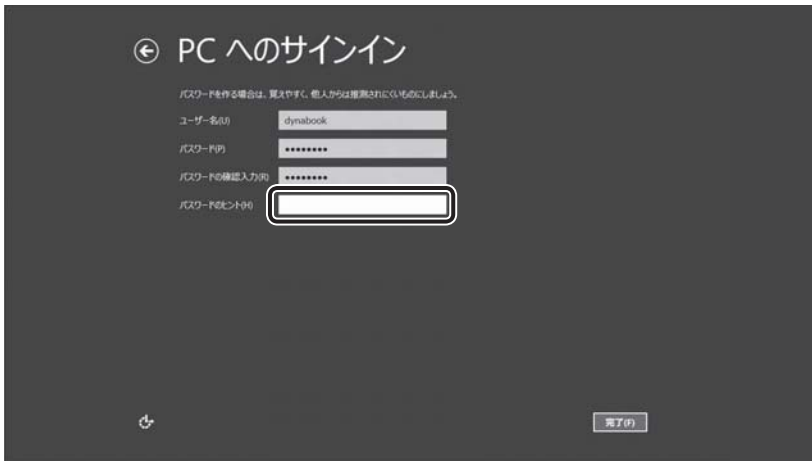 PC へのサインイン
パスワードを作る場合は、覚えやすく、他人からは推測されにくいものにしましょう。
ユーザー名(U)
dynabook
パスワード(P)
••••••••
パスワードの確認入力(R)
••••••••
パスワードのヒント(H)
完了(F)